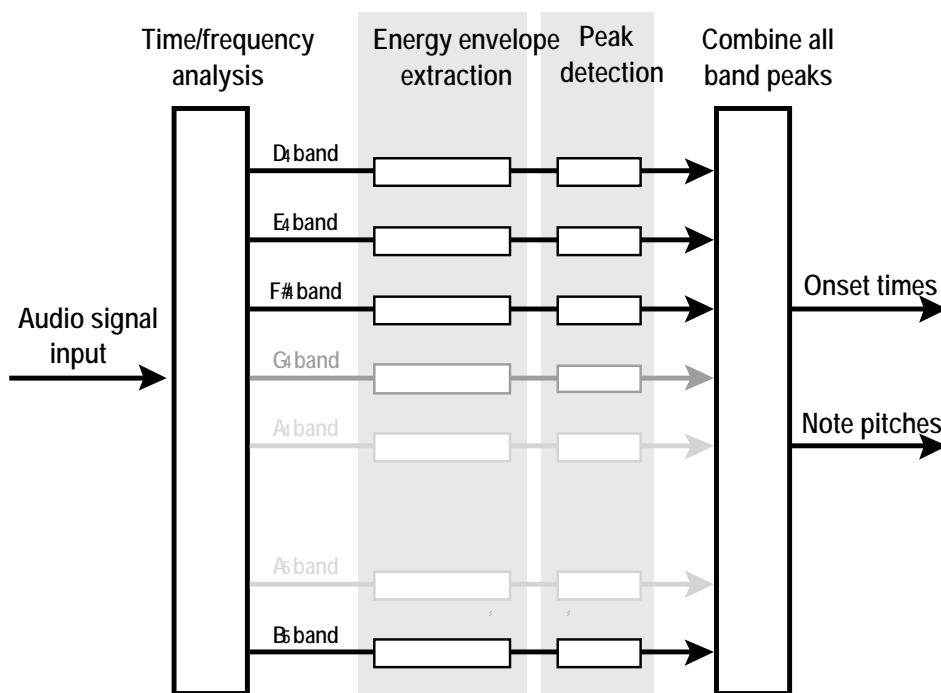 Time/frequency
analysis
Energy envelope
extraction
Peak
detection
Combine all
band peaks
D4 band
E4 band
F#4 band
G4 band
A4 band
A5 band
B5 band
Audio signal
input
Onset times
Note pitches